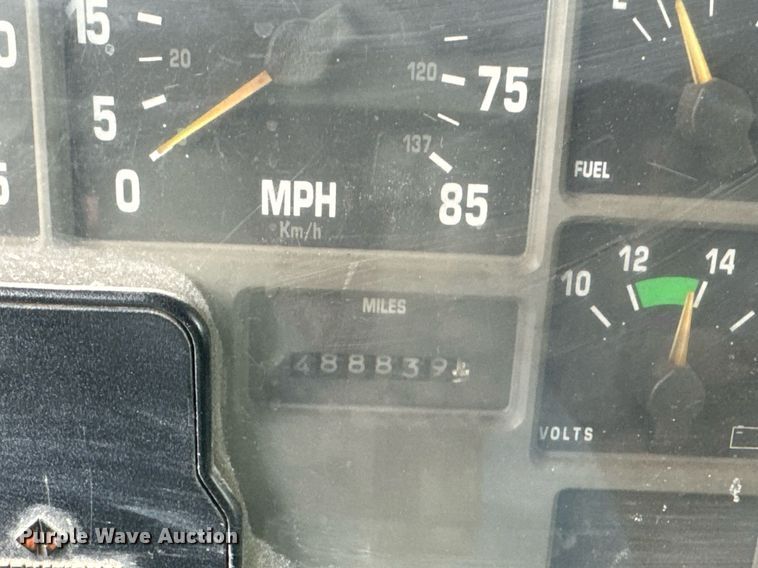 15
20
5
0
MPH
Km/h
120
75
137
85
FUEL
MILES
488839
10
12
14
VOLTS
Purple Wave Auction